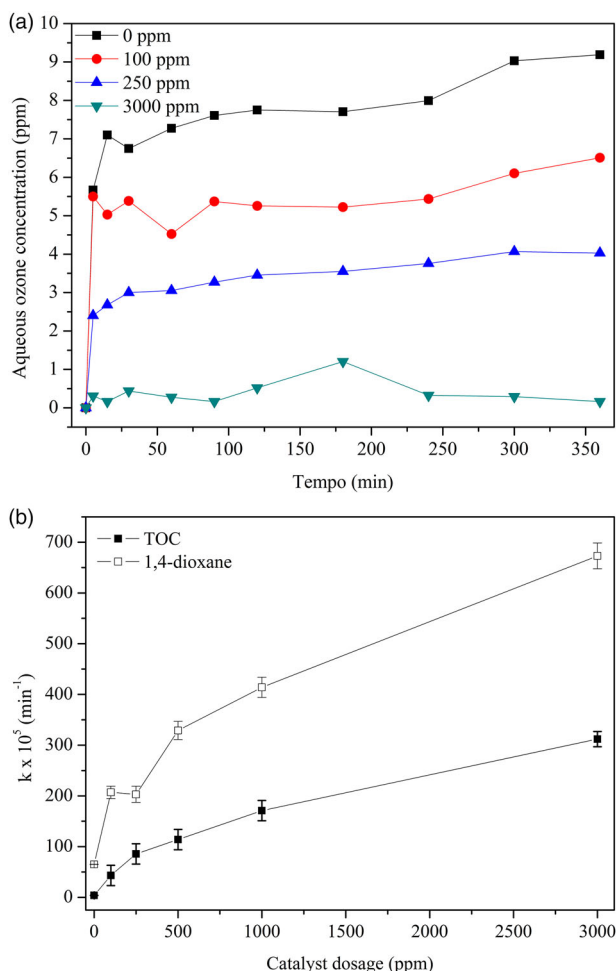 (a)
0 ppm
100 ppm
250 ppm
3000 ppm
10
9
8
7
6
5
4
3
2
1
0
Aqueous ozone concentration (ppm)
0 50 100 150 200 250 300 350
Tempo (min)
(b)
TOC
1,4-dioxane
700
600
500
400
300
200
100
0
k x 10⁵ (min⁻¹)
0 500 1000 1500 2000 2500 3000
Catalyst dosage (ppm)